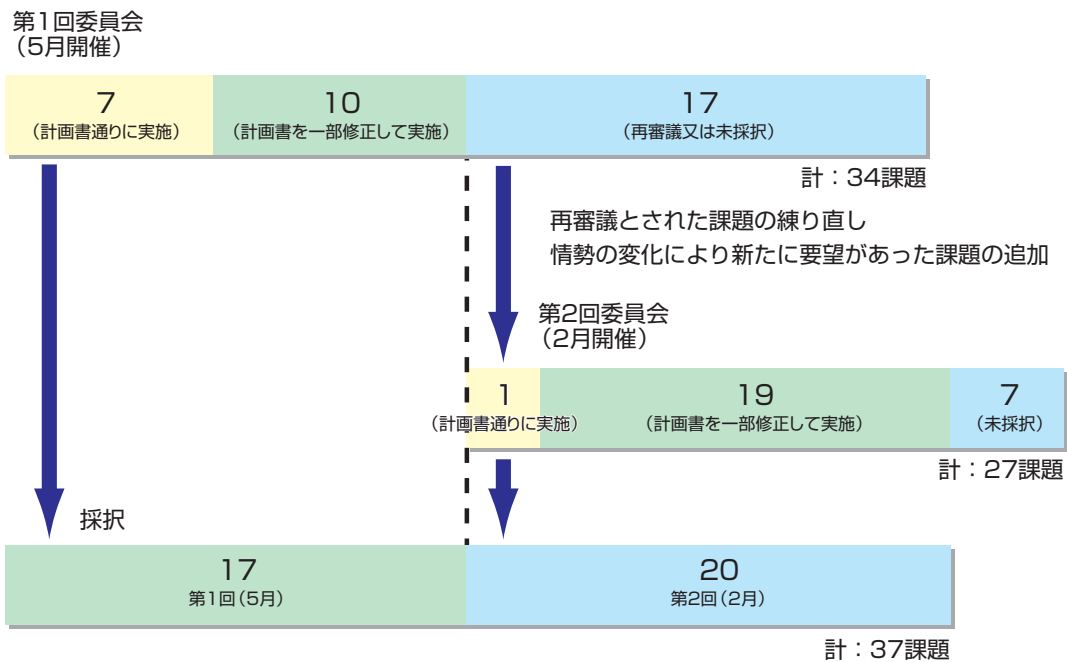 第1回委員会
（5月開催）
7
（計画書通りに実施）
10
（計画書を一部修正して実施）
17
（再審議又は未採択）
計：34課題
再審議とされた課題の練り直し
情勢の変化により新たに要望があった課題の追加
第2回委員会
（2月開催）
1
（計画書通りに実施）
19
（計画書を一部修正して実施）
7
（未採択）
計：27課題
採択
17
第1回（5月）
20
第2回（2月）
計：37課題